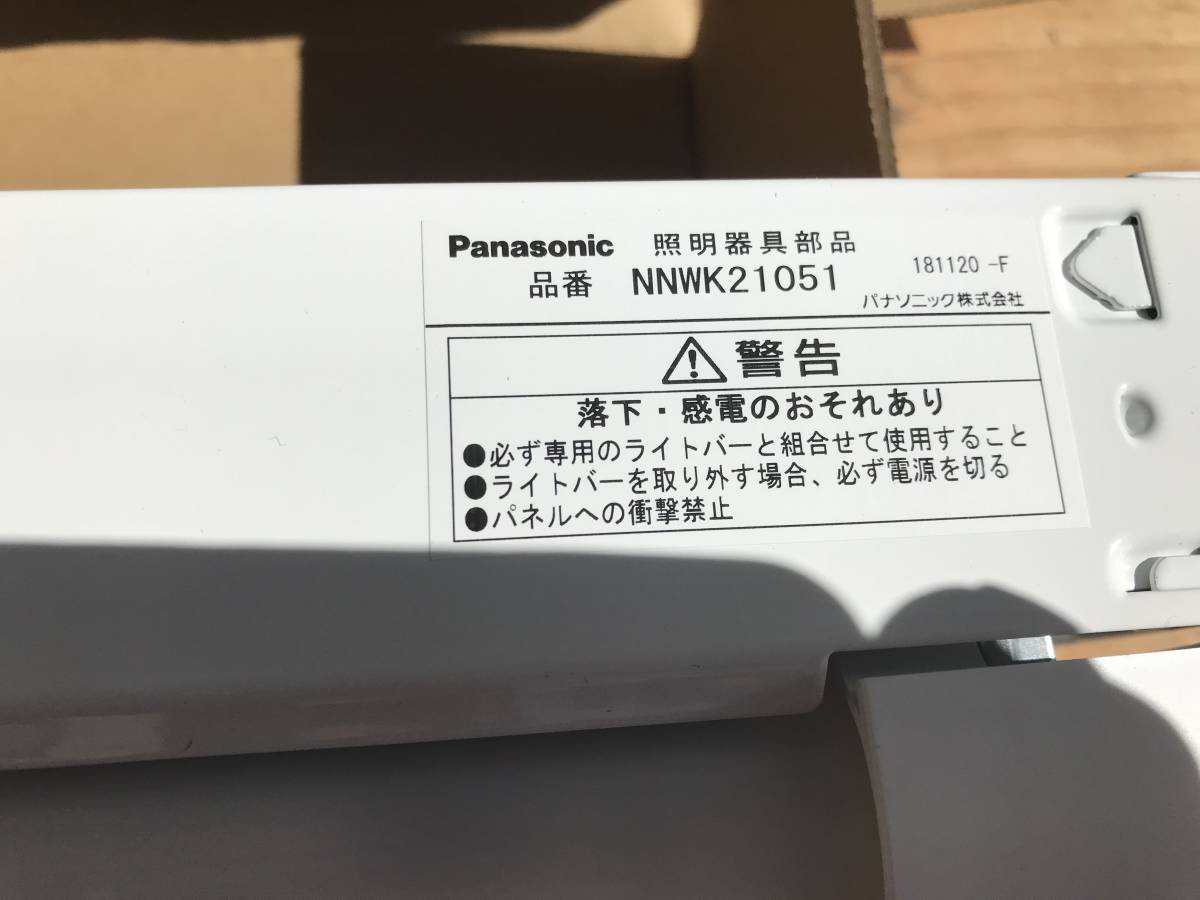 Panasonic 照明器具部品
品番 NNWK21051 181120 -F
パナソニック株式会社
警告
落下・感電のおそれあり
●必ず専用のライトバーと組合せて使用すること
●ライトバーを取り外す場合、必ず電源を切る
●パネルへの衝撃禁止